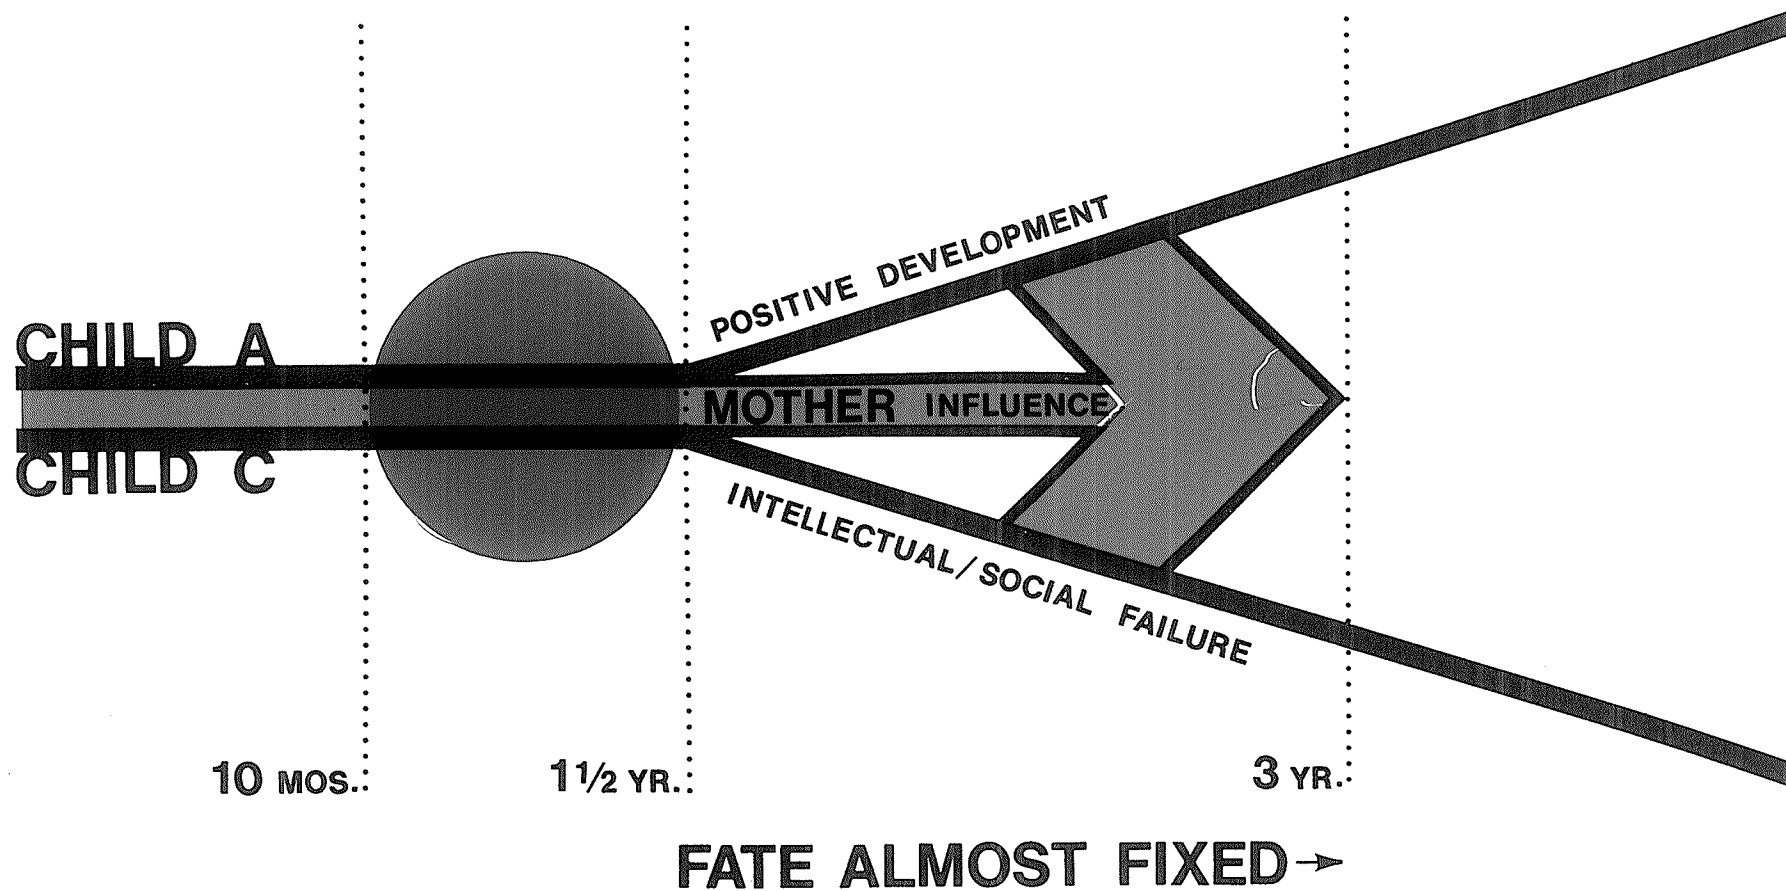 CHILD A
CHILD C
POSITIVE DEVELOPMENT
MOTHER INFLUENCE
INTELLECTUAL/SOCIAL FAILURE
10 MOS.
1½ YR.
3 YR.
FATE ALMOST FIXED→